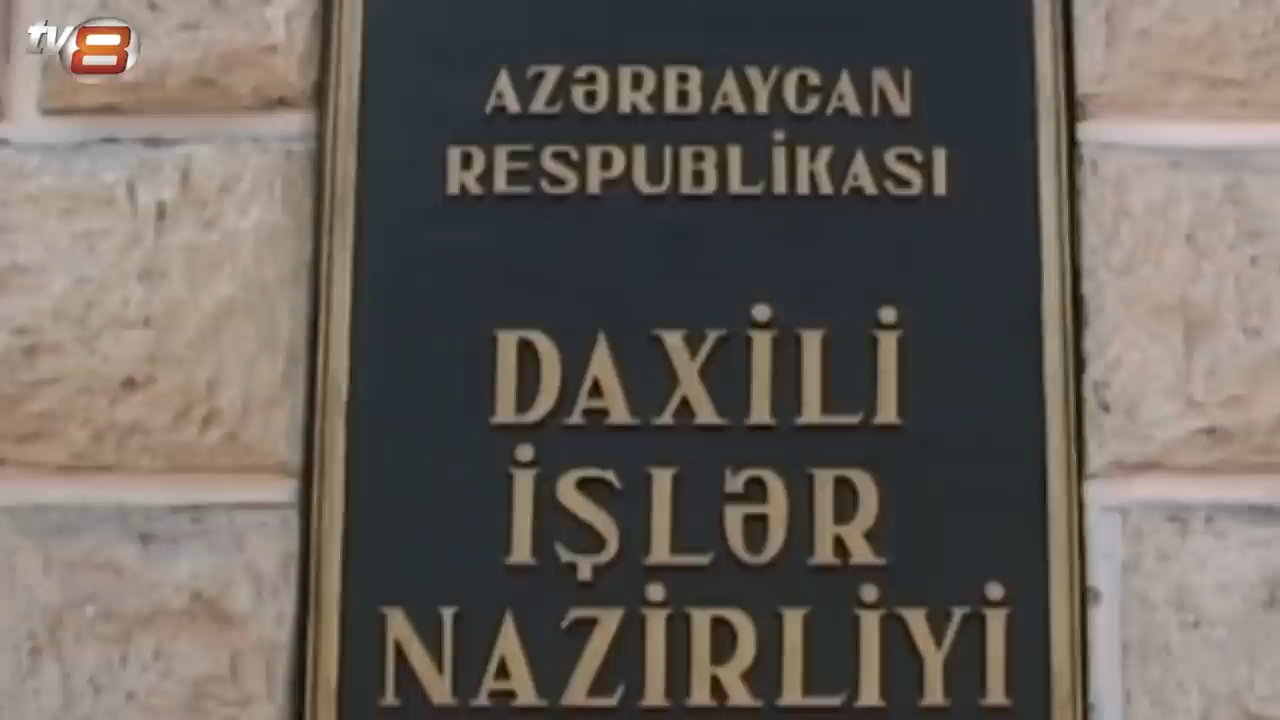 tv8
AZƏRBAYCAN
RESPUBLİKASI
DAXİLİ
İŞLƏR
NAZİRLİYİ